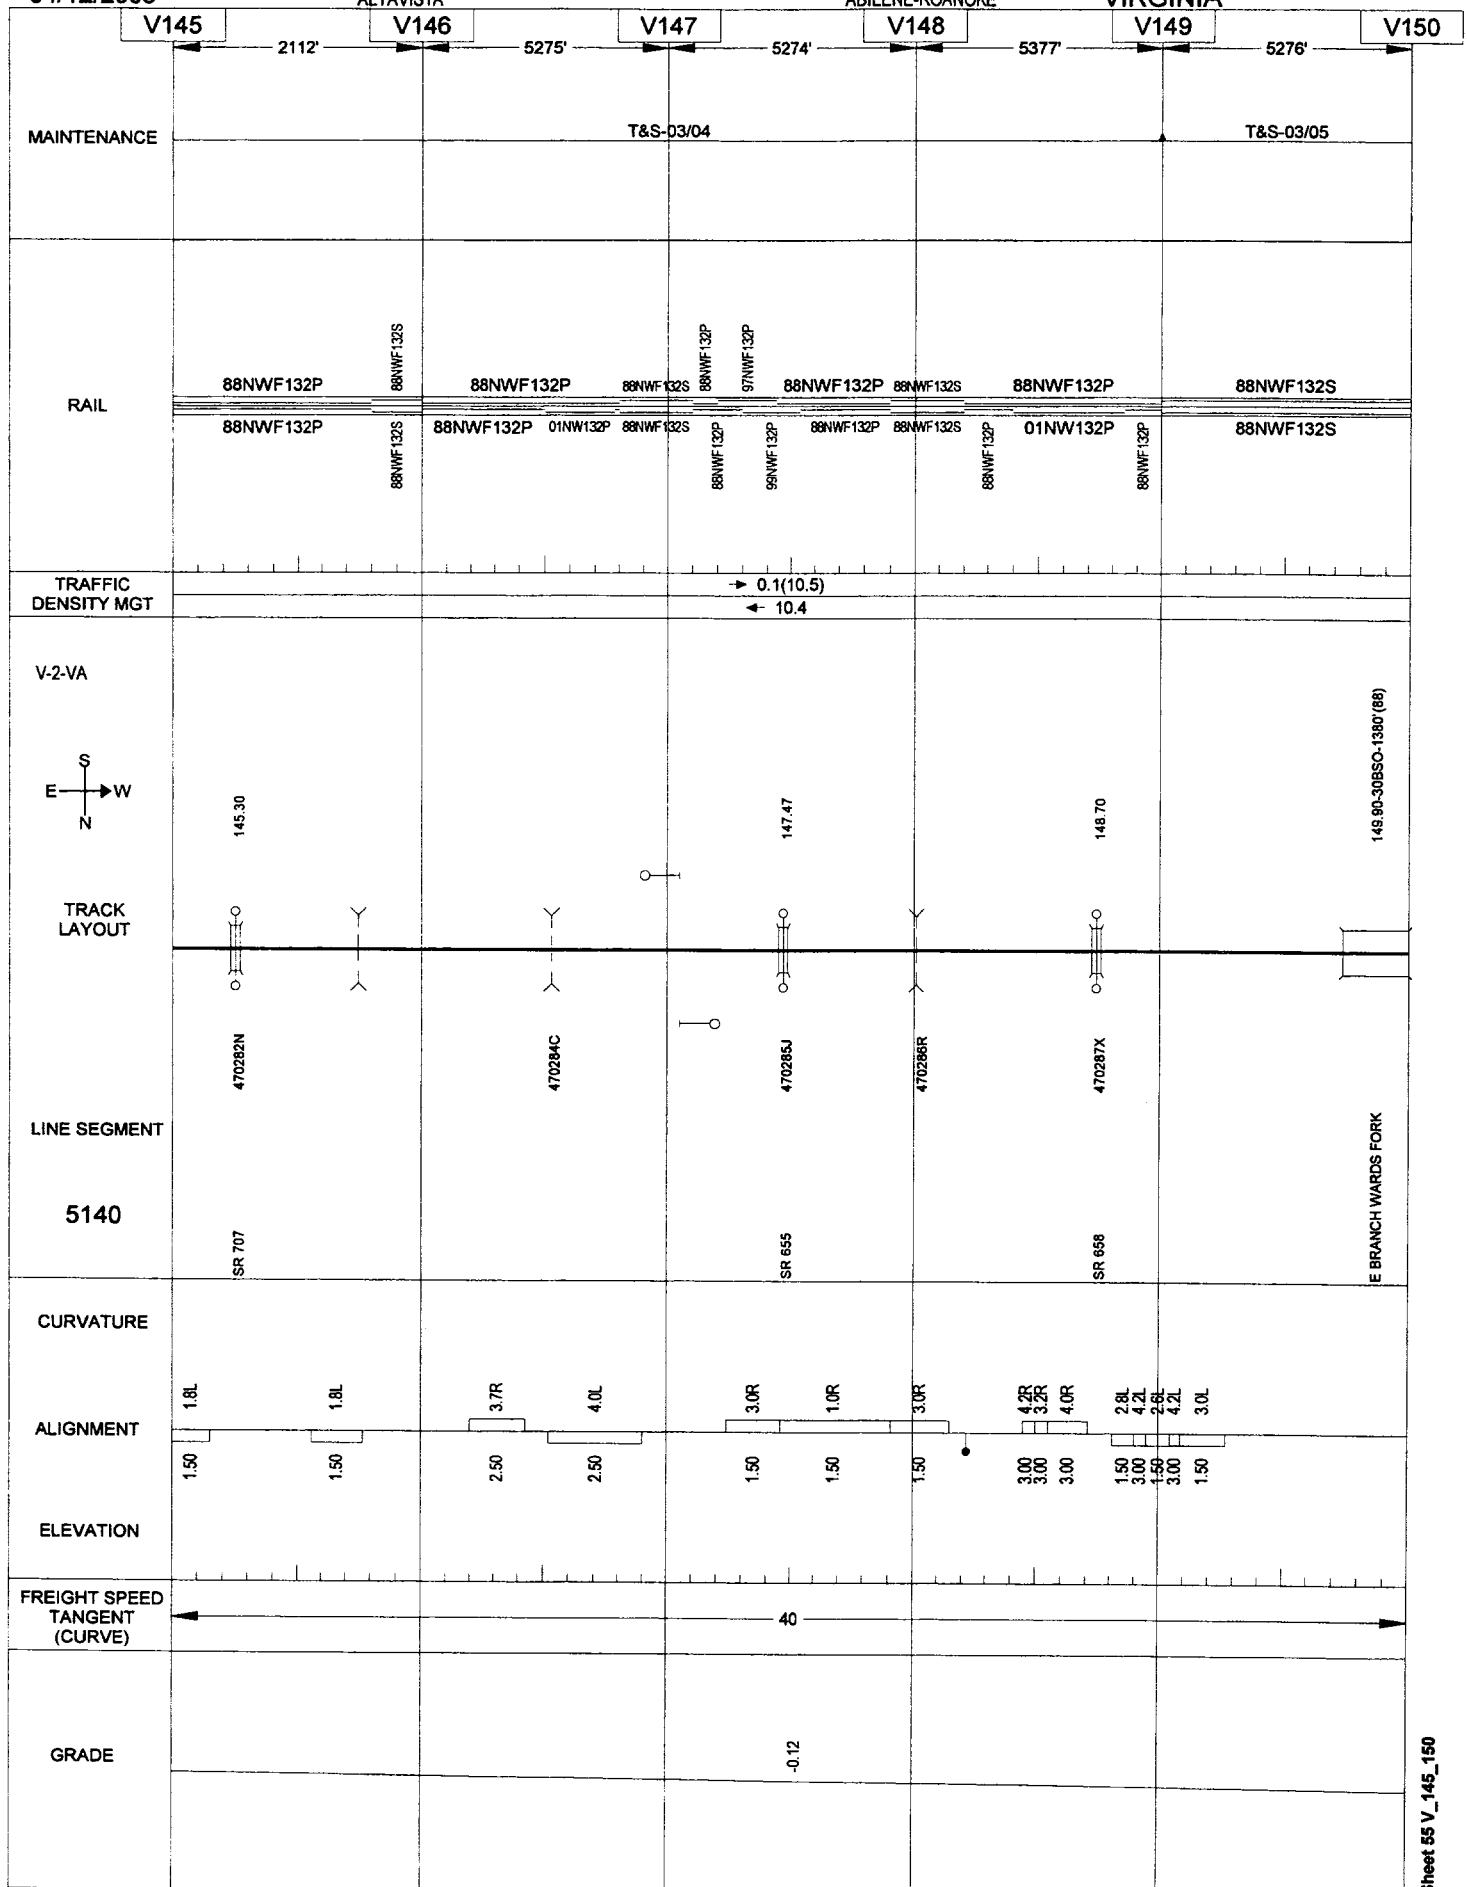 ALTAVISTA
ABILENE-ROANOKE
VIRGINIA
V145
V146
V147
V148
V149
V150
2112'
5275'
5274'
5377'
5276'
MAINTENANCE
T&S-03/04
T&S-03/05
RAIL
88NWF132P
88NWF132S
88NWF132P
88NWF132S
88NWF132P
97NWF132P
88NWF132P
88NWF132S
88NWF132P
88NWF132S
88NWF132P
88NWF132S
88NWF132P
01NW132P
88NWF132S
88NWF132P
99NWF132P
88NWF132P
88NWF132S
88NWF132P
01NW132P
88NWF132P
88NWF132S
TRAFFIC
DENSITY MGT
0.1(10.5)
10.4
V-2-VA
S
E W
N
145.30
147.47
148.70
149.90-30BSO-1380'(88)
TRACK
LAYOUT
470282N
470284C
470285J
470286R
470287X
LINE SEGMENT
5140
SR 707
SR 655
SR 658
E BRANCH WARDS FORK
CURVATURE
1.8L
1.8L
3.7R
4.0L
3.0R
1.0R
3.0R
4.2R
3.2R
4.0R
2.8L
4.2L
2.6L
4.2L
3.0L
ALIGNMENT
1.50
1.50
2.50
2.50
1.50
1.50
1.50
3.00
3.00
3.00
1.50
3.00
1.50
3.00
1.50
ELEVATION
FREIGHT SPEED
TANGENT
(CURVE)
40
GRADE
-0.12
Sheet 55 V_145_150